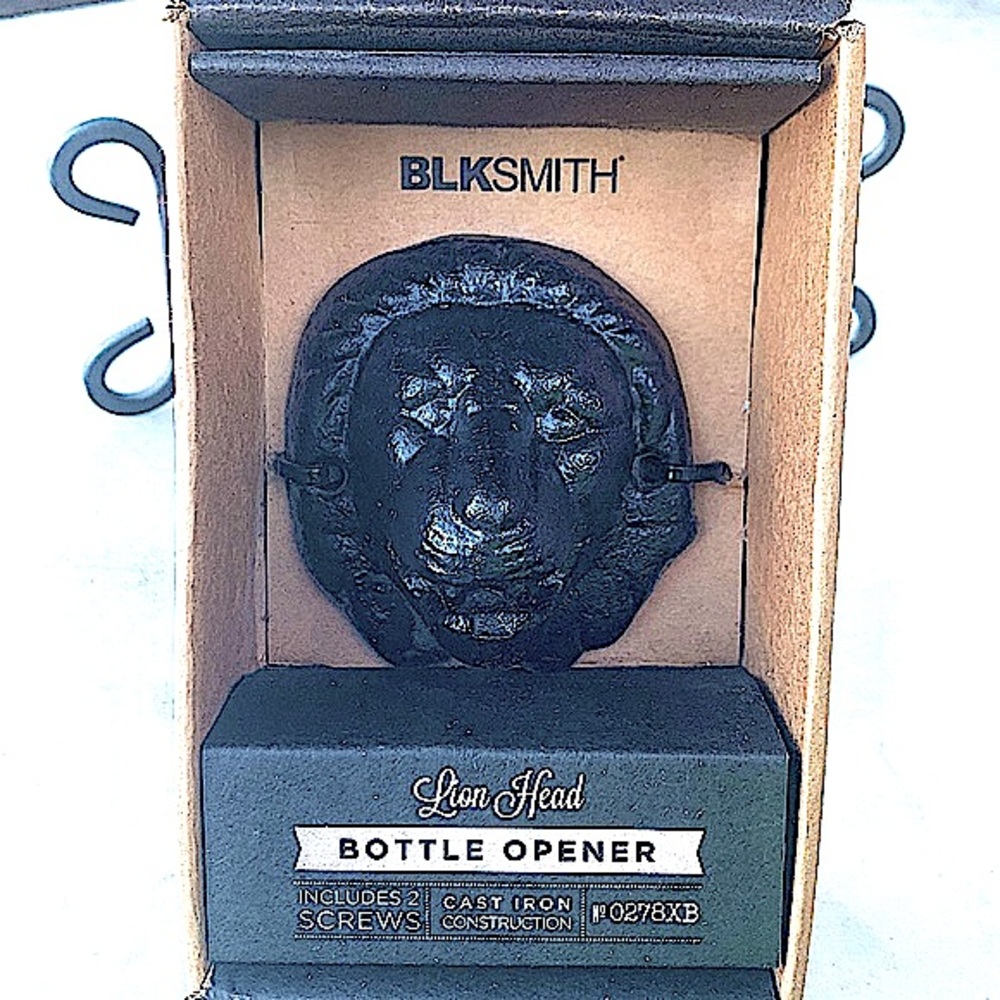 BLKSMITH
Lion Head
BOTTLE OPENER
INCLUDES 2
SCREWS
CAST IRON
CONSTRUCTION
Nº 0278XB